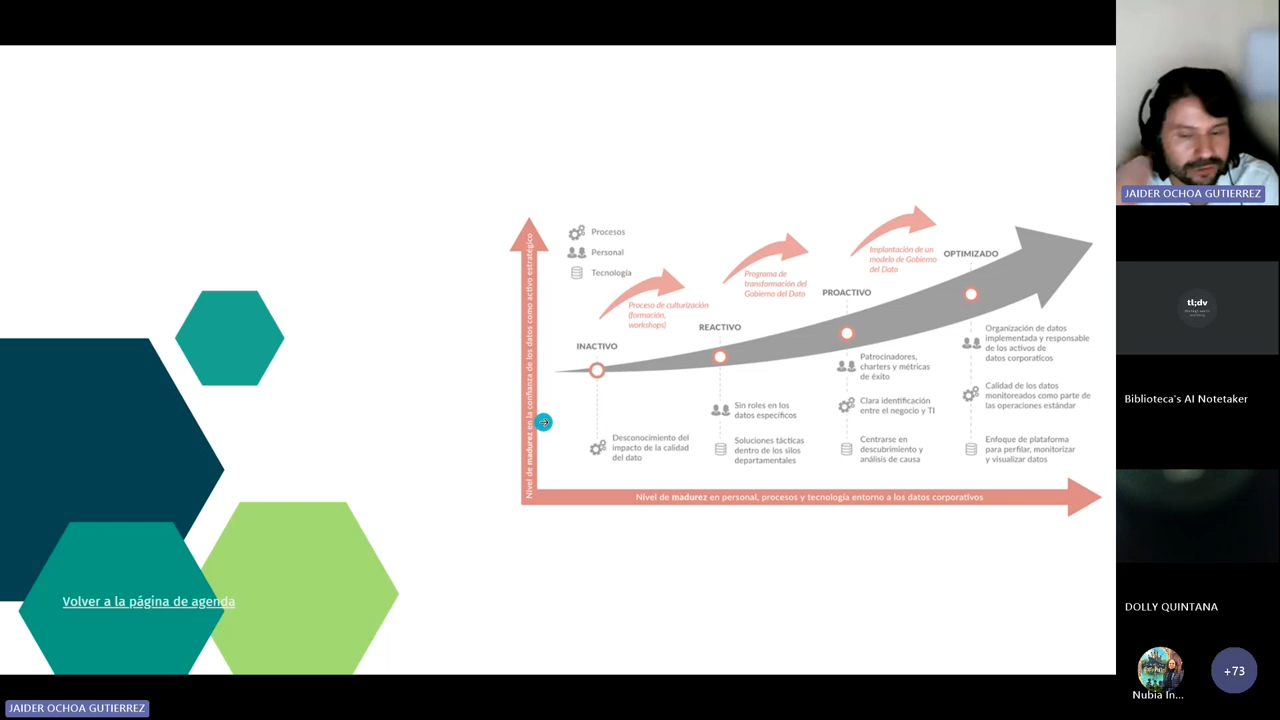 Volver a la página de agenda
Nivel de madurez en la confianza de los datos como activo estratégico
Procesos
Personal
Tecnología
Proceso de culturización
(formación,
workshops)
Programa de
transformación del
Gobierno del Dato
Implantación de un
modelo de Gobierno
del Dato
INACTIVO
Desconocimiento del
impacto de la calidad
del dato
REACTIVO
Sin roles en los
datos específicos
Soluciones tácticas
dentro de los silos
departamentales
PROACTIVO
Patrocinadores,
charters y métricas
de éxito
Clara identificación
entre el negocio y TI
Centrarse en
descubrimiento y
análisis de causa
OPTIMIZADO
Organización de datos
implementada y responsable
de los activos de
datos corporaticos
Calidad de los datos
monitoreados como parte de
las operaciones estándar
Enfoque de plataforma
para perfilar, monitorizar
y visualizar datos
Nivel de madurez en personal, procesos y tecnología entorno a los datos corporativos
JAIDER OCHOA GUTIERREZ
JAIDER OCHOA GUTIERREZ
tl;dv
Biblioteca's AI Notetaker
DOLLY QUINTANA
Nubia In...
+73